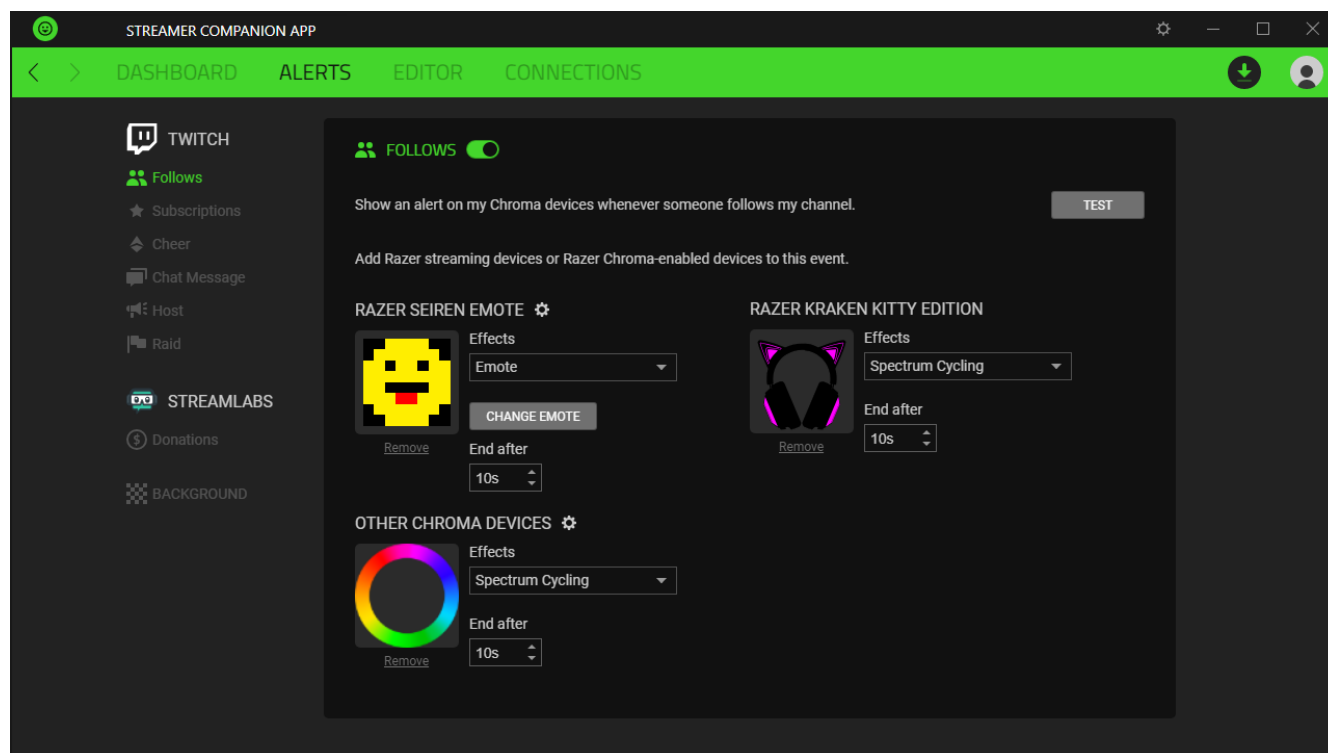 STREAMER COMPANION APP
DASHBOARD ALERTS EDITOR CONNECTIONS
TWITCH
Follows
Subscriptions
Cheer
Chat Message
Host
Raid
STREAMLABS
Donations
BACKGROUND
FOLLOWS
Show an alert on my Chroma devices whenever someone follows my channel.
TEST
Add Razer streaming devices or Razer Chroma-enabled devices to this event.
RAZER SEIREN EMOTE
Effects
Emote
CHANGE EMOTE
Remove
End after
10s
RAZER KRAKEN KITTY EDITION
Effects
Spectrum Cycling
End after
10s
Remove
OTHER CHROMA DEVICES
Effects
Spectrum Cycling
End after
10s
Remove